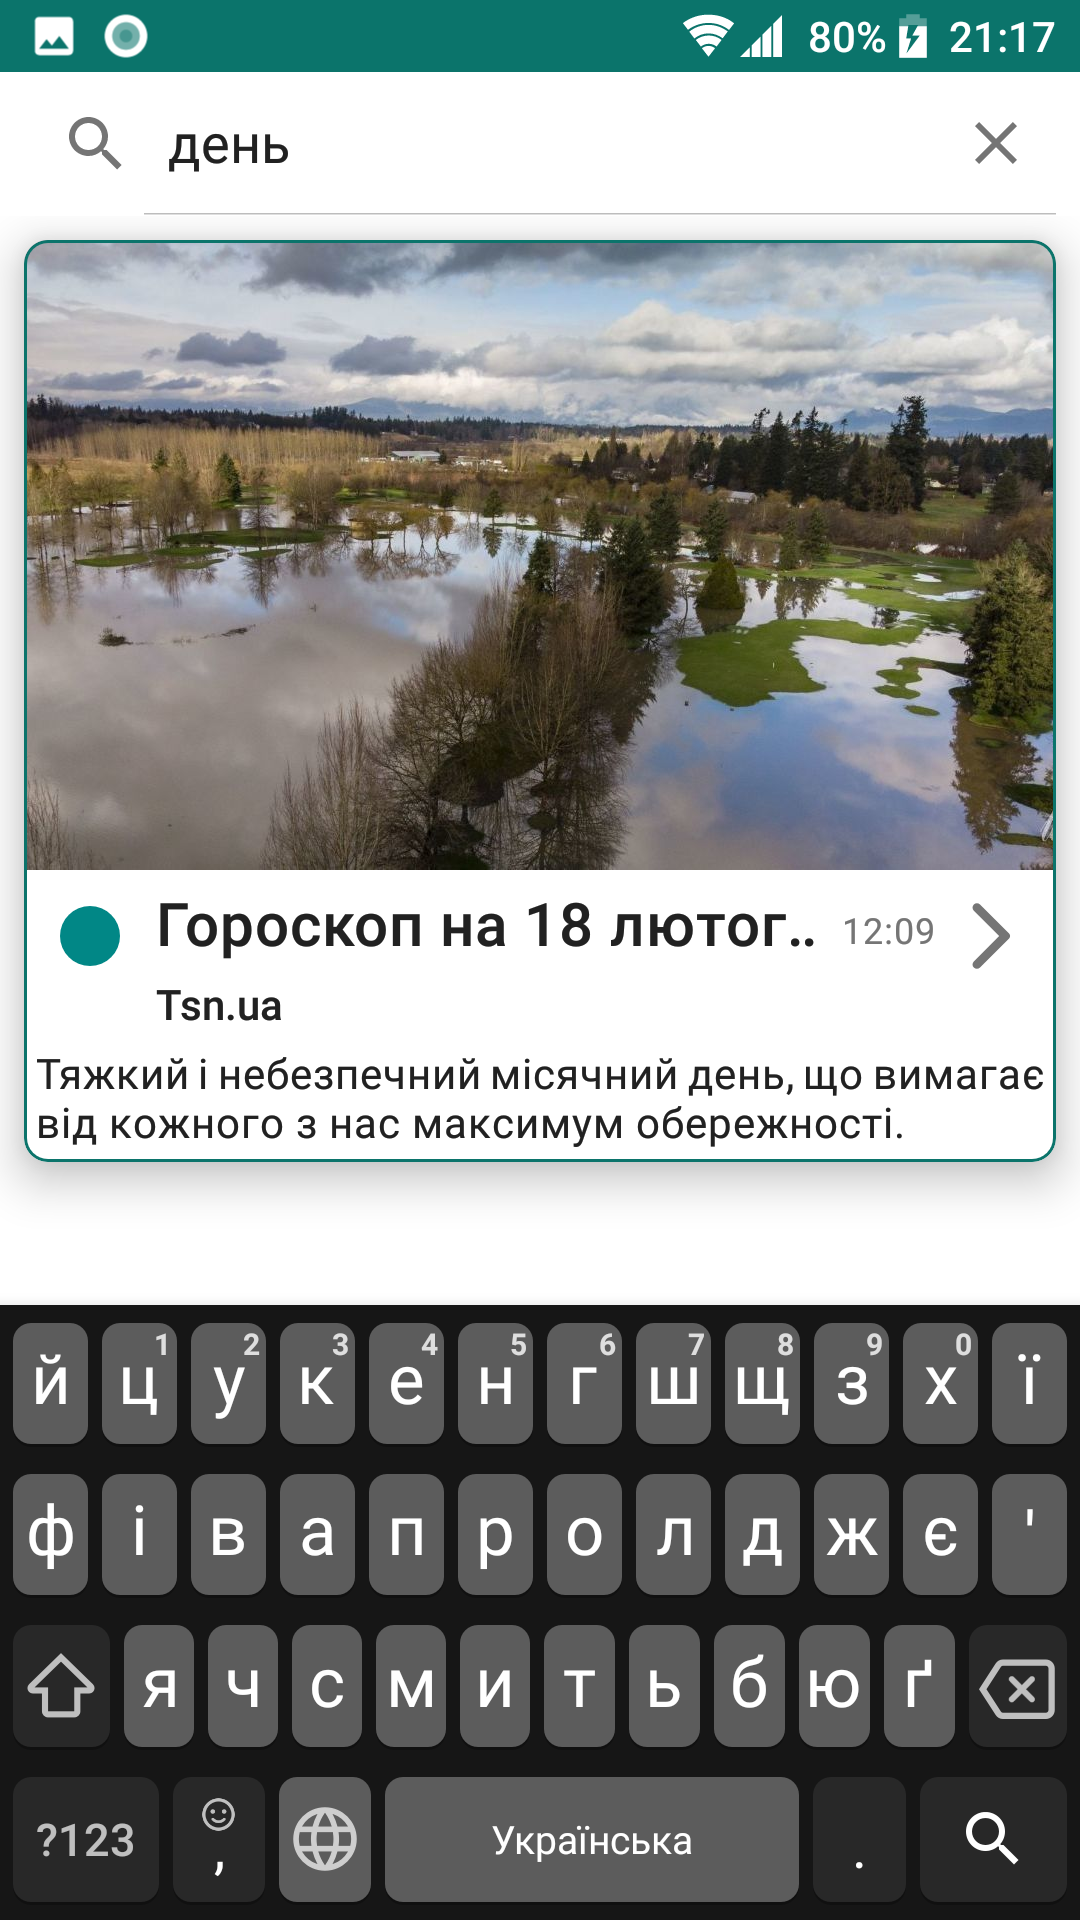 80% 21:17
день
Гороскоп на 18 лютог.. 12:09
Tsn.ua
Тяжкий і небезпечний місячний день, що вимагає
від кожного з нас максимум обережності.
й ц 1 у 2 к 3 е 4 н 5 г 6 ш 7 щ 8 з 9 х 0 ї
ф і в а п р о л д ж є '
я ч с м и т ь б ю ґ
?123 , Українська .